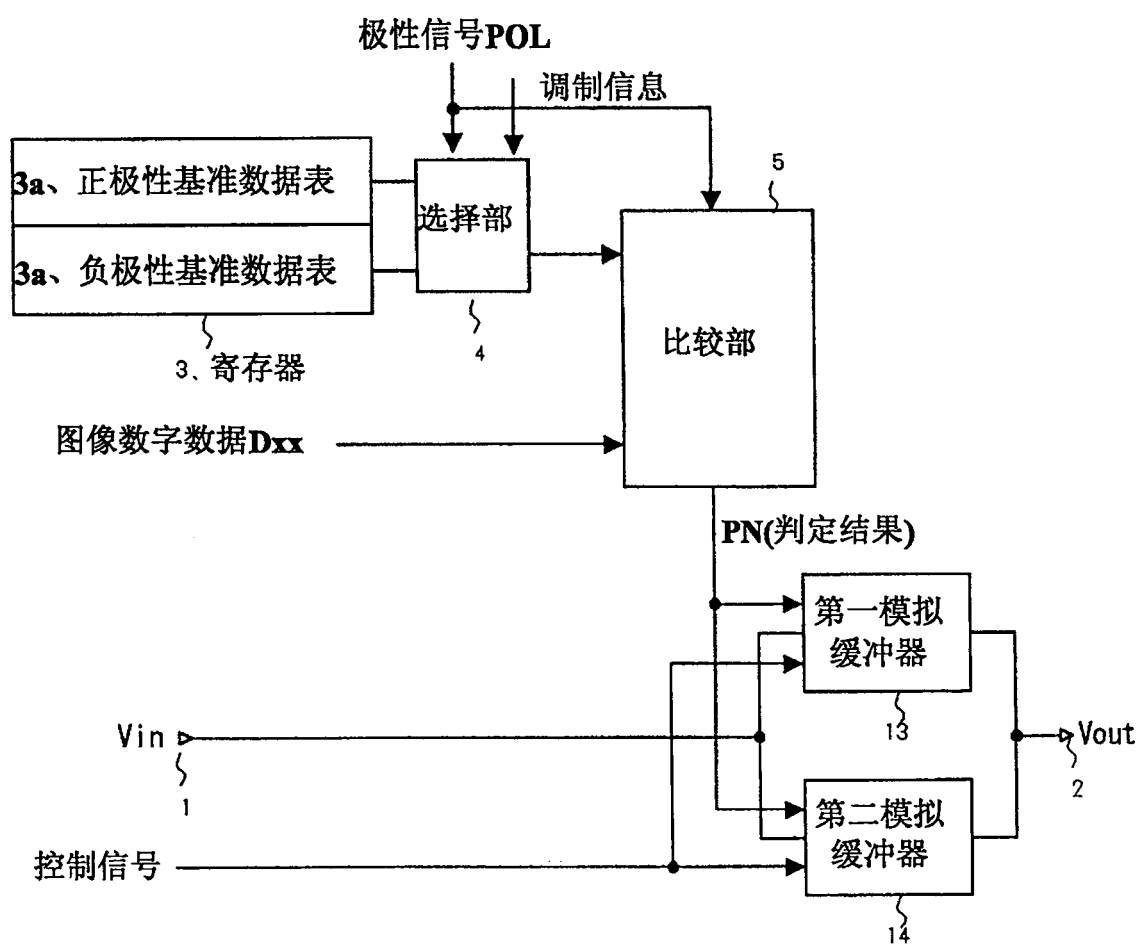 极性信号POL
调制信息
3a、正极性基准数据表
选择部
5
3a、负极性基准数据表
4
3、寄存器
比较部
图像数字数据Dxx
PN(判定结果)
第一模拟
缓冲器
13
Vin
1
Vout
2
第二模拟
缓冲器
控制信号
14